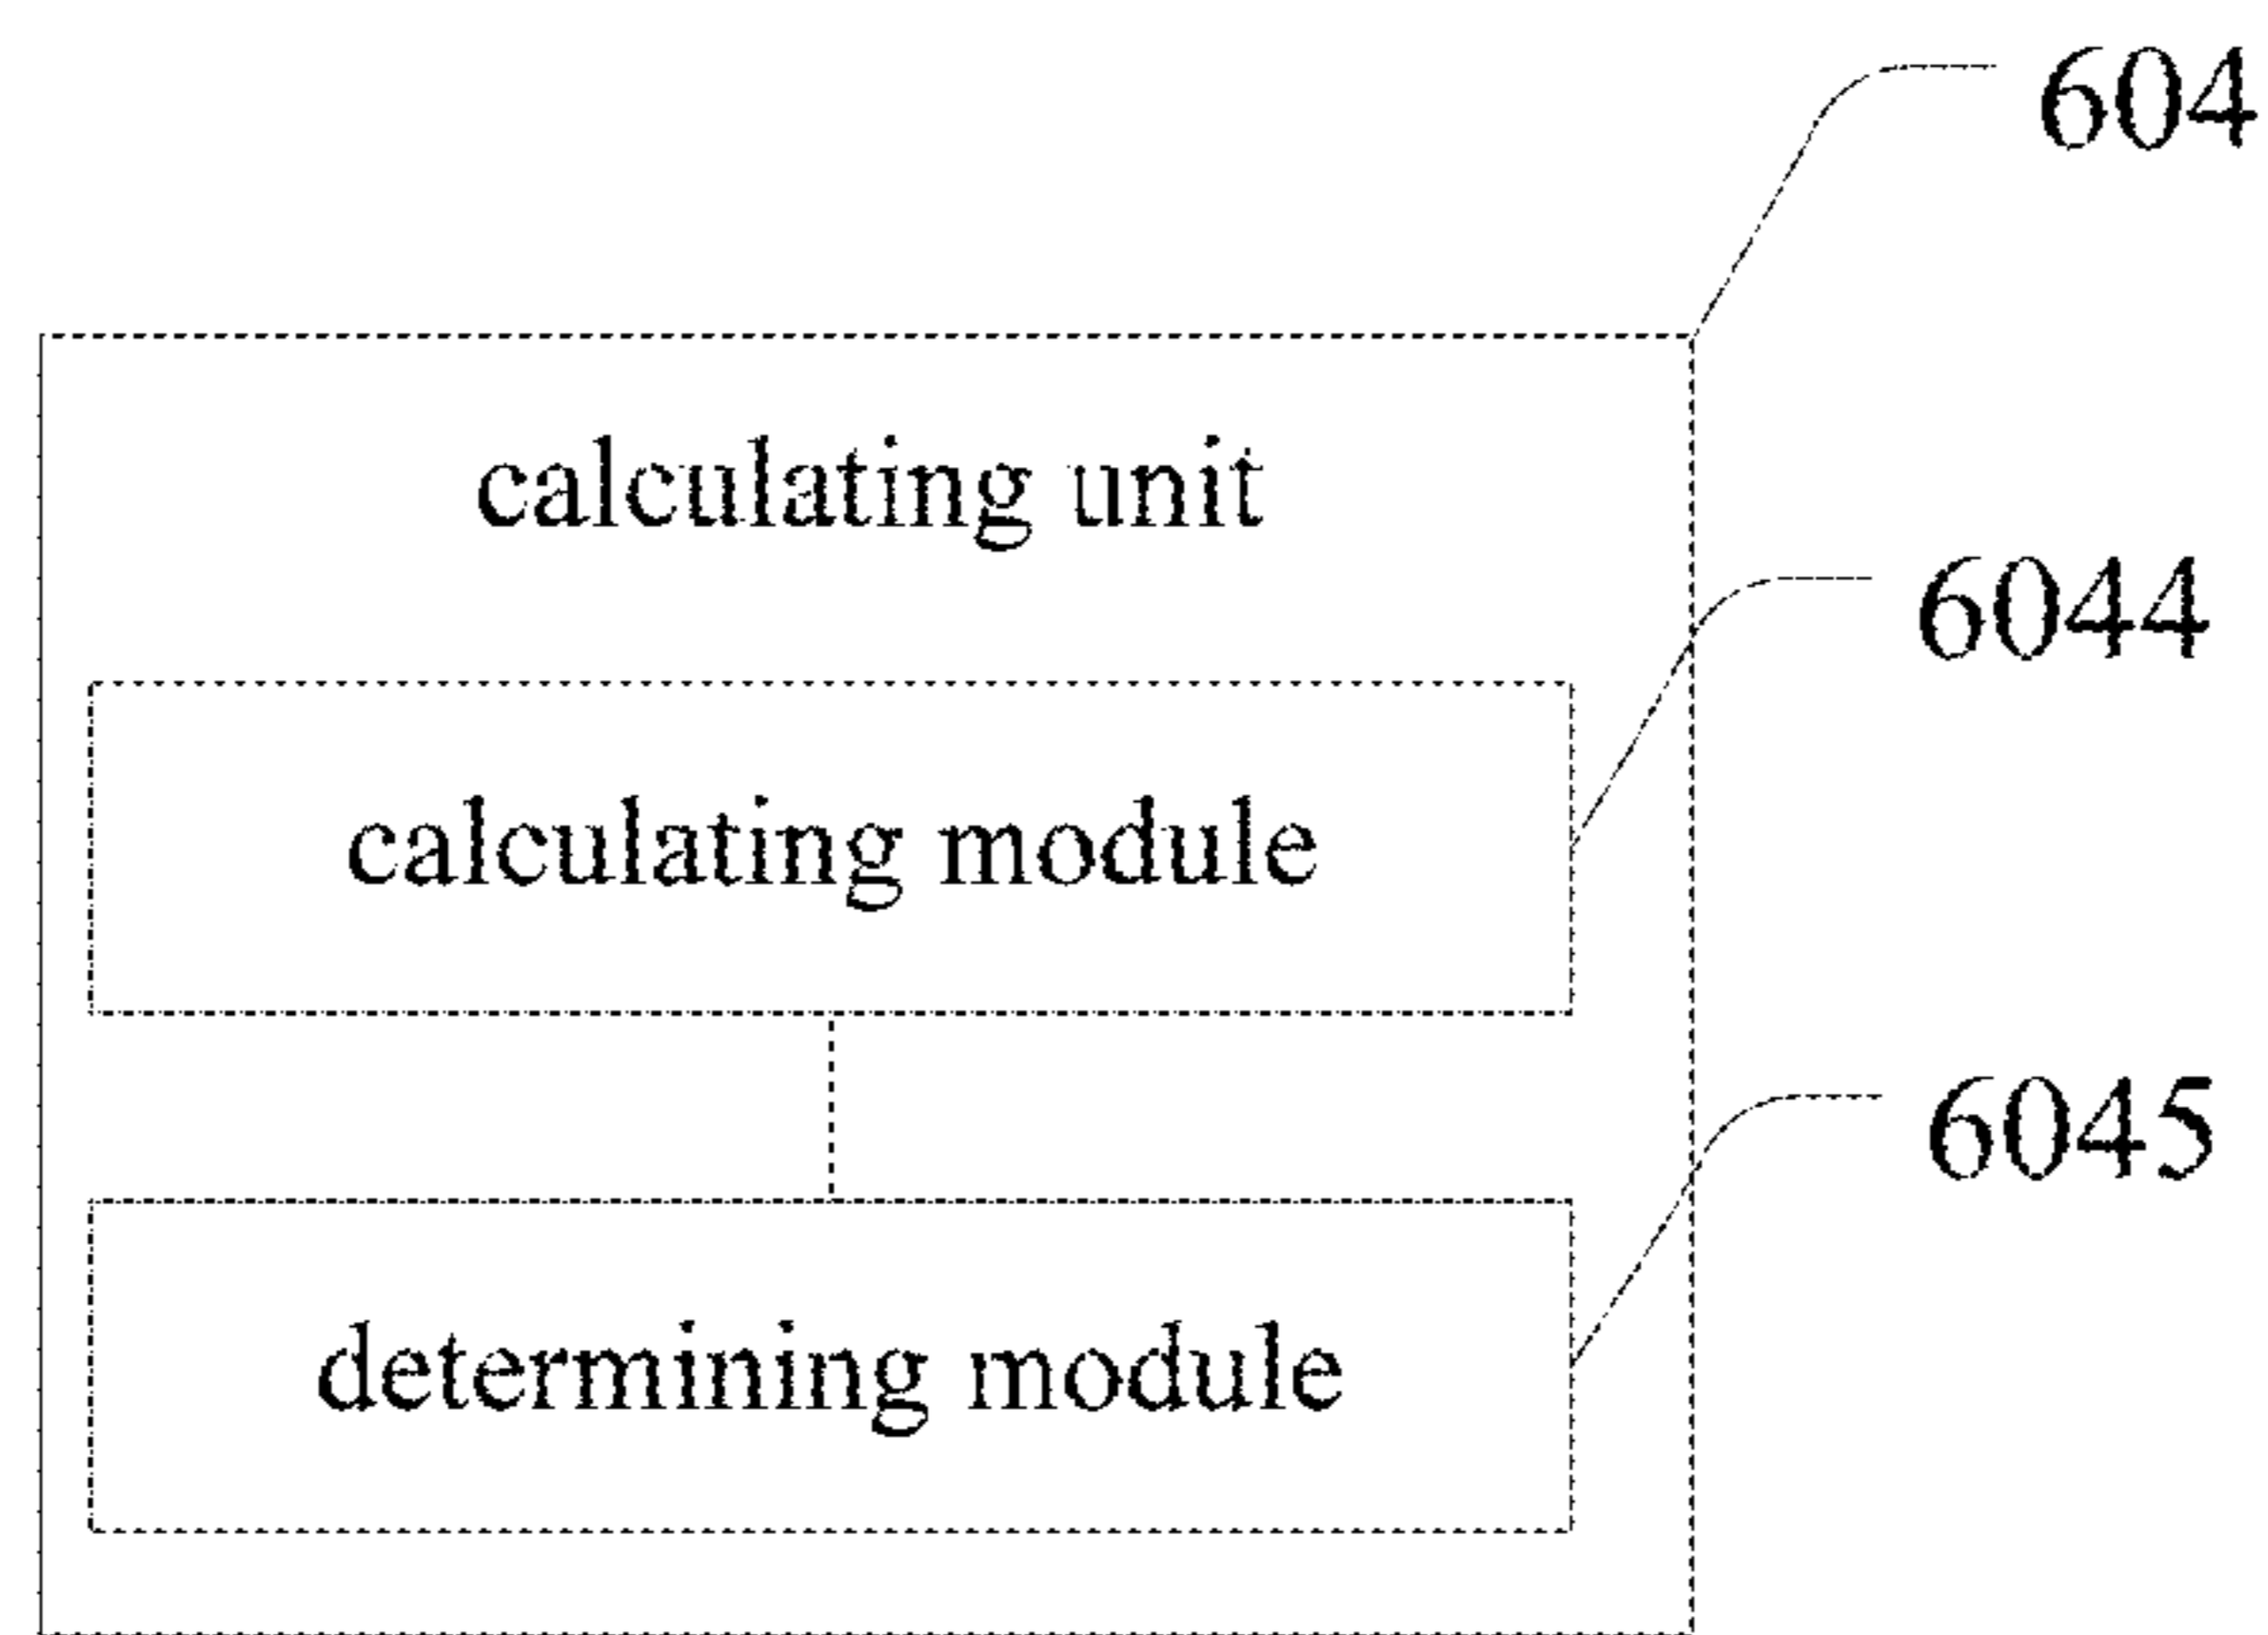 604
calculating unit
6044
calculating module
6045
determining module